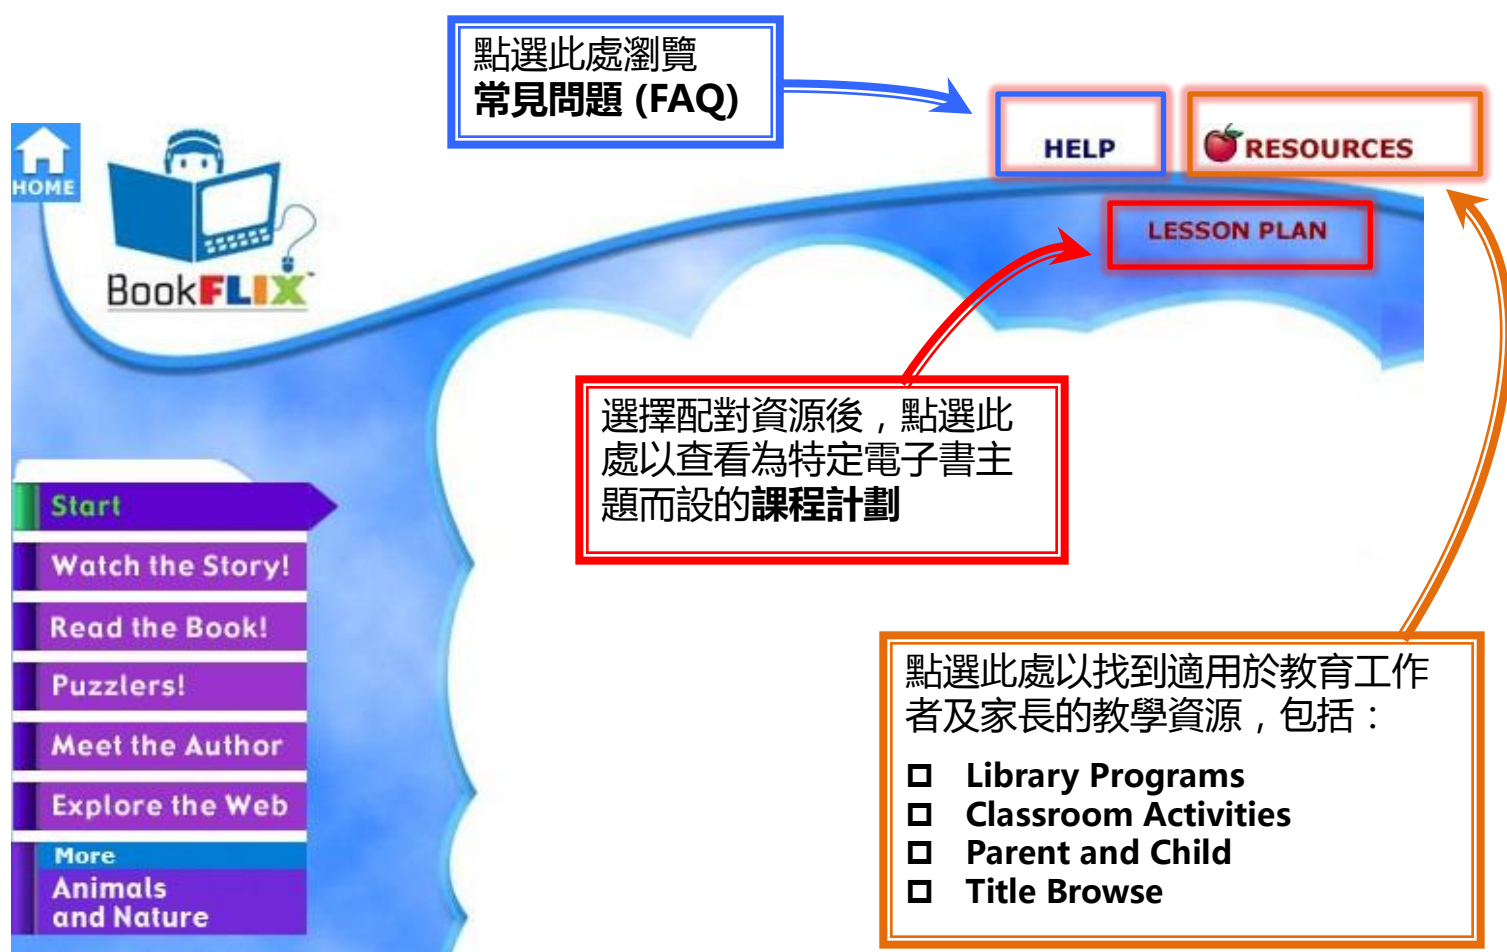 點選此處瀏覽
常見問題 (FAQ)
HOME
HELP
RESOURCES
LESSON PLAN
BookFLIX™
選擇配對資源後，點選此
處以查看為特定電子書主
題而設的課程計劃
Start
Watch the Story!
Read the Book!
Puzzlers!
Meet the Author
Explore the Web
More
Animals
and Nature
點選此處以找到適用於教育工作
者及家長的教學資源，包括：
Library Programs
Classroom Activities
Parent and Child
Title Browse